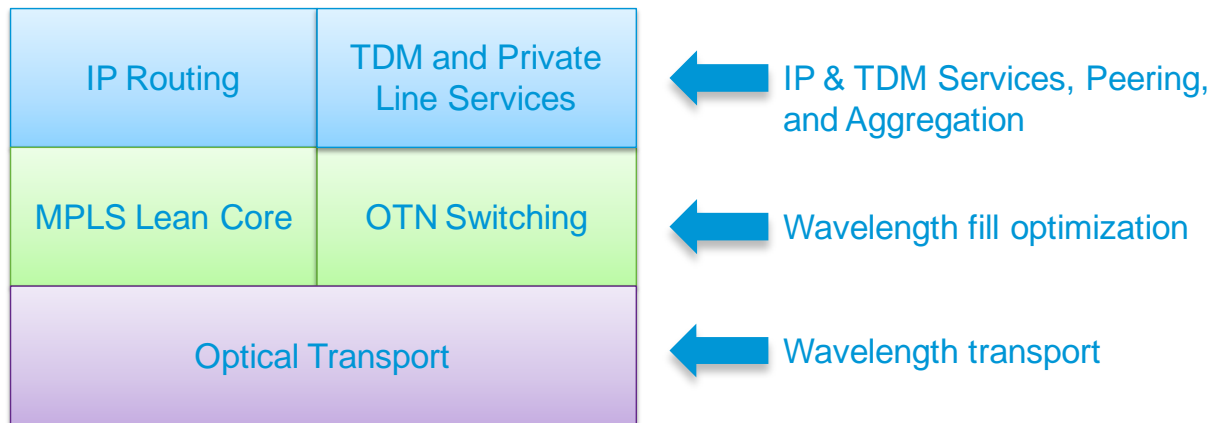 IP Routing
TDM and Private
Line Services
IP & TDM Services, Peering,
and Aggregation
MPLS Lean Core
OTN Switching
Wavelength fill optimization
Optical Transport
Wavelength transport